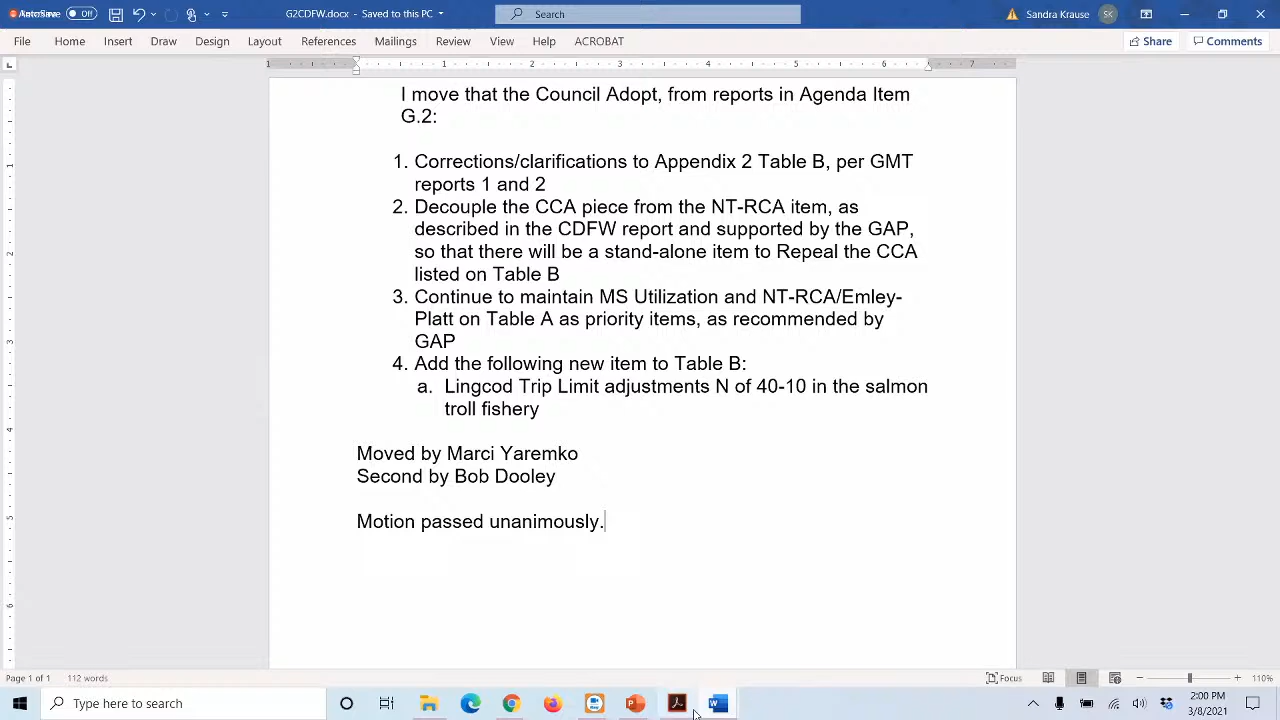 AutoSave Off
G2CDFW.docx - Saved to this PC
Search
Sandra Krause SK
File Home Insert Draw Design Layout References Mailings Review View Help ACROBAT
Share Comments
1 1 2 3 4 5 6 7
I move that the Council Adopt, from reports in Agenda Item
G.2:
1. Corrections/clarifications to Appendix 2 Table B, per GMT
reports 1 and 2
2. Decouple the CCA piece from the NT-RCA item, as
described in the CDFW report and supported by the GAP,
so that there will be a stand-alone item to Repeal the CCA
listed on Table B
3. Continue to maintain MS Utilization and NT-RCA/Emley-
Platt on Table A as priority items, as recommended by
GAP
4. Add the following new item to Table B:
a. Lingcod Trip Limit adjustments N of 40-10 in the salmon
troll fishery
Moved by Marci Yaremko
Second by Bob Dooley
Motion passed unanimously.
Page 1 of 1 112 words
Focus
110%
Type here to search
2:00 PM
3/8/2021